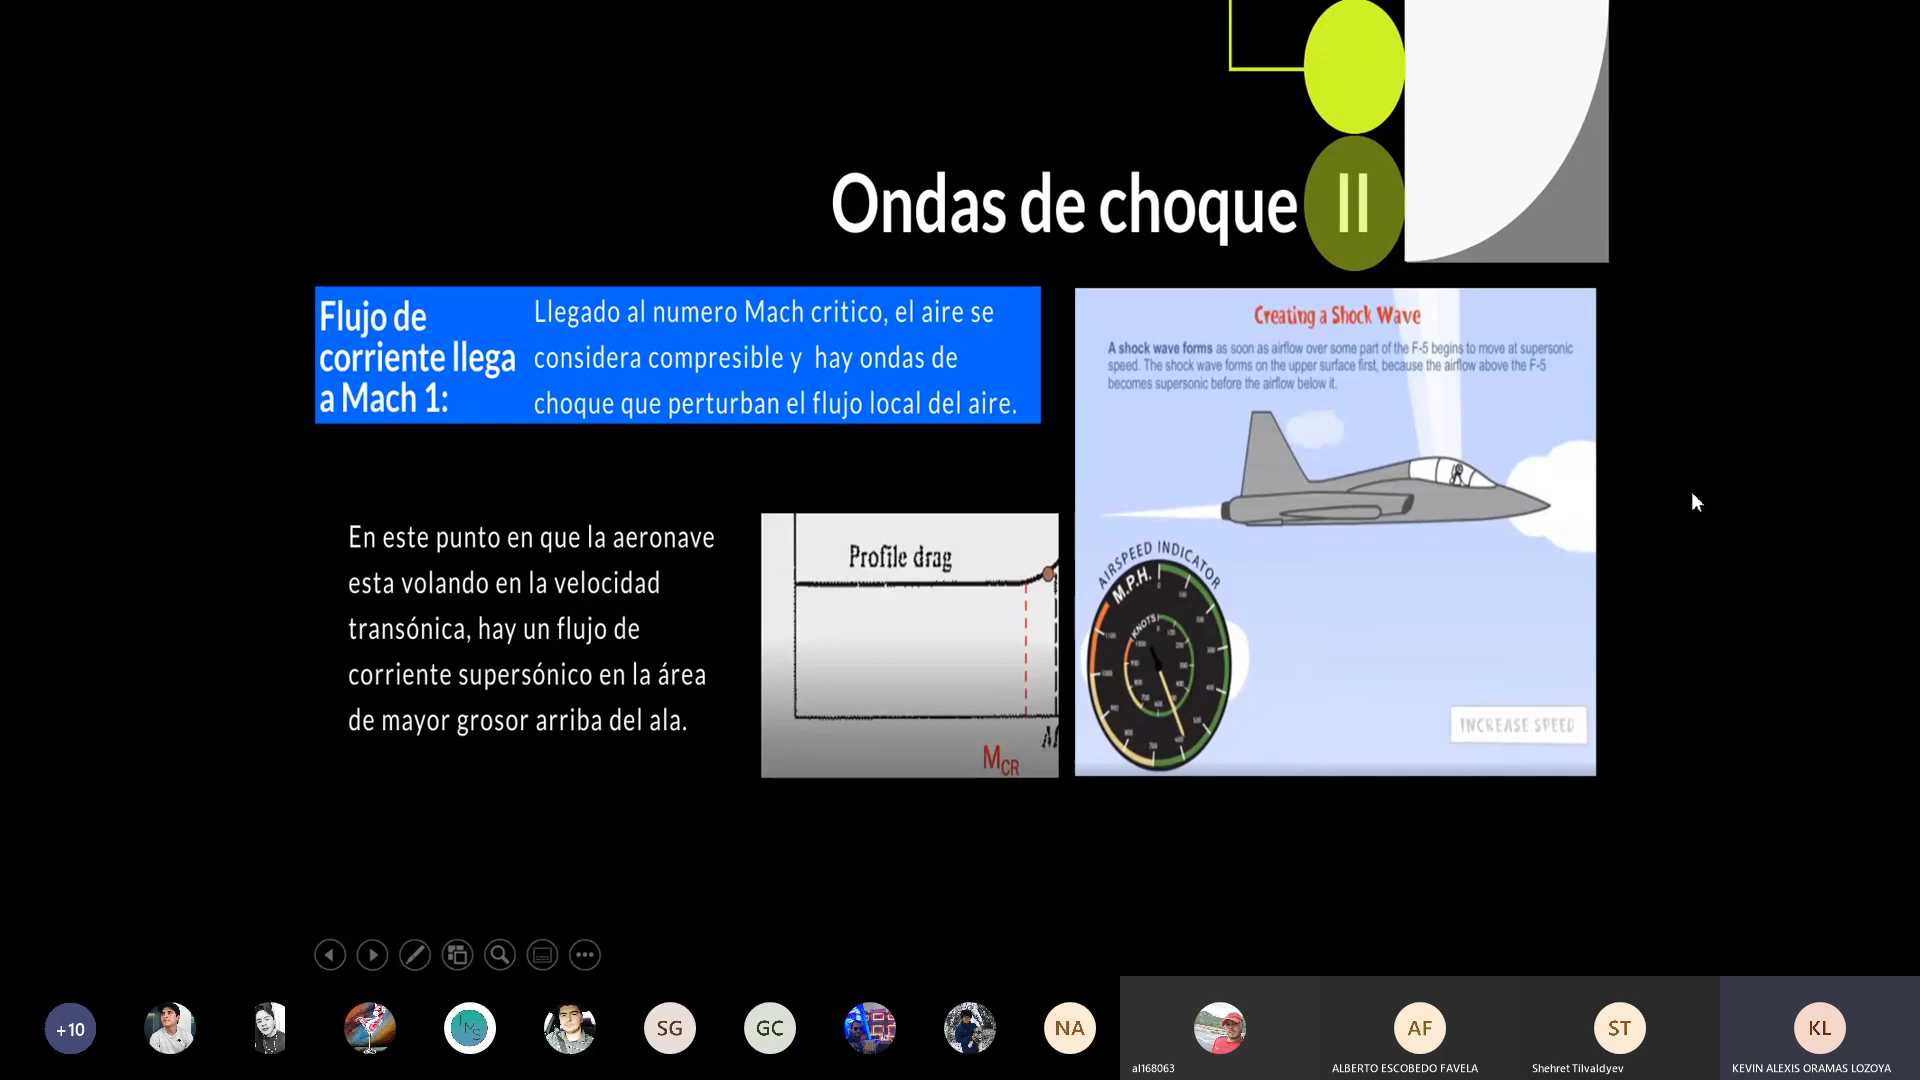 Ondas de choque II
Flujo de
corriente llega
a Mach 1:
Llegado al numero Mach critico, el aire se
considera compresible y  hay ondas de
choque que perturban el flujo local del aire.
En este punto en que la aeronave
esta volando en la velocidad
transónica, hay un flujo de
corriente supersónico en la área
de mayor grosor arriba del ala.
Profile drag
M
MCR
Creating a Shock Wave
A shock wave forms as soon as airflow over some part of the F-5 begins to move at supersonic
speed. The shock wave forms on the upper surface first, because the airflow above the F-5
becomes supersonic before the airflow below it.
AIRSPEED INDICATOR
M.P.H.
KNOTS
INCREASE SPEED
+10
IMS
SG
GC
NA
al168063
AF
ALBERTO ESCOBEDO FAVELA
ST
Shehret Tilvaldyev
KL
KEVIN ALEXIS ORAMAS LOZOYA